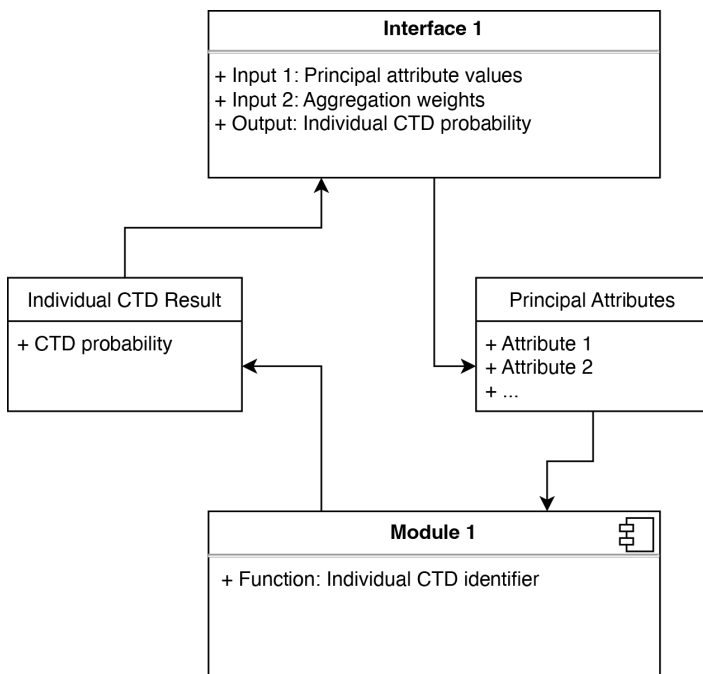 Interface 1
+ Input 1: Principal attribute values
+ Input 2: Aggregation weights
+ Output: Individual CTD probability
Individual CTD Result
+ CTD probability
Principal Attributes
+ Attribute 1
+ Attribute 2
+ ...
Module 1
+ Function: Individual CTD identifier